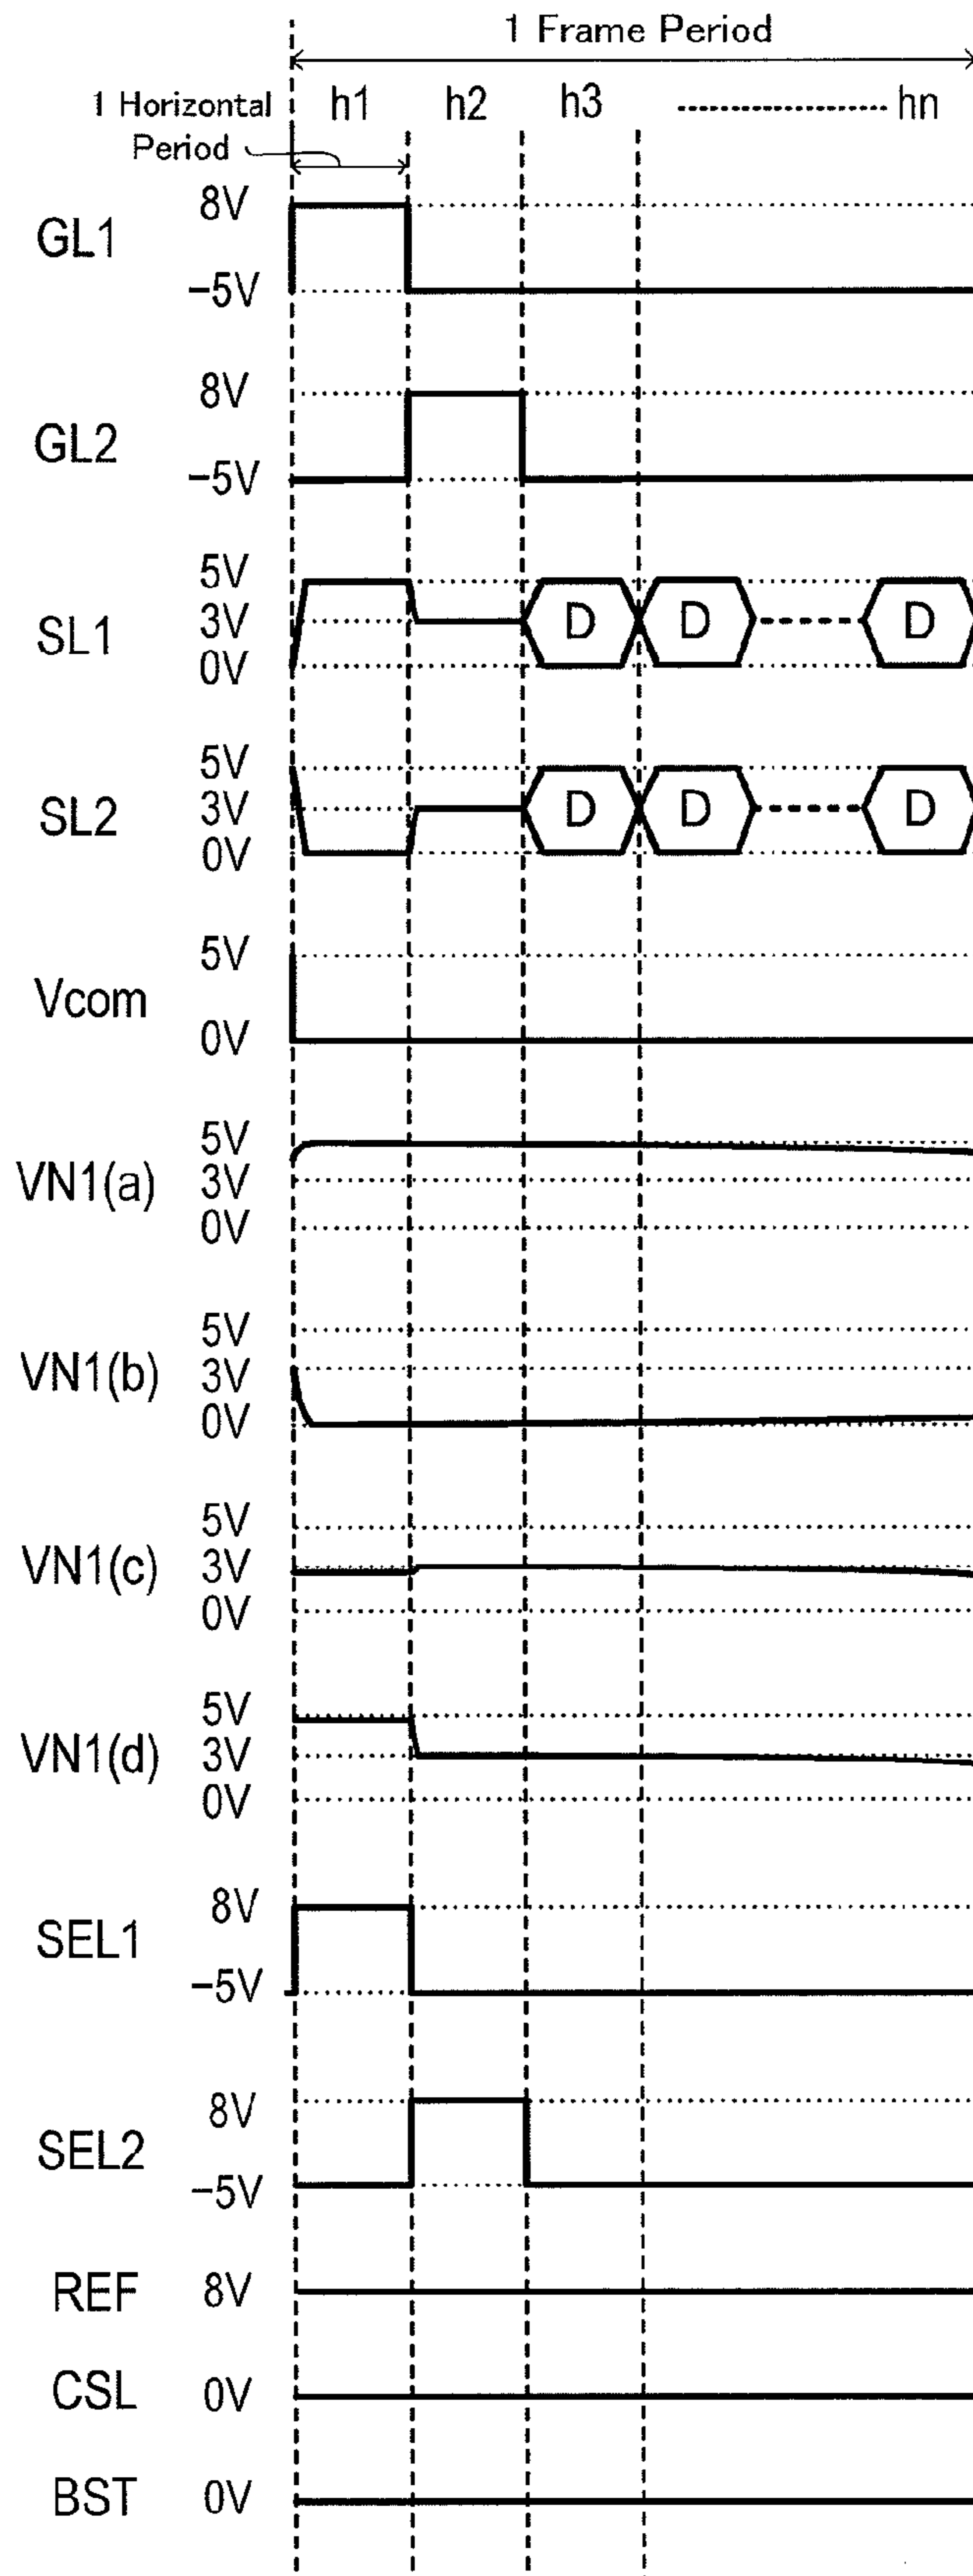 1 Frame Period
1 Horizontal Period
h1 h2 h3 hn
GL1 8V -5V
GL2 8V -5V
SL1 5V 3V 0V D D D
SL2 5V 3V 0V D D D
Vcom 5V 0V
VN1(a) 5V 3V 0V
VN1(b) 5V 3V 0V
VN1(c) 5V 3V 0V
VN1(d) 5V 3V 0V
SEL1 8V -5V
SEL2 8V -5V
REF 8V
CSL 0V
BST 0V